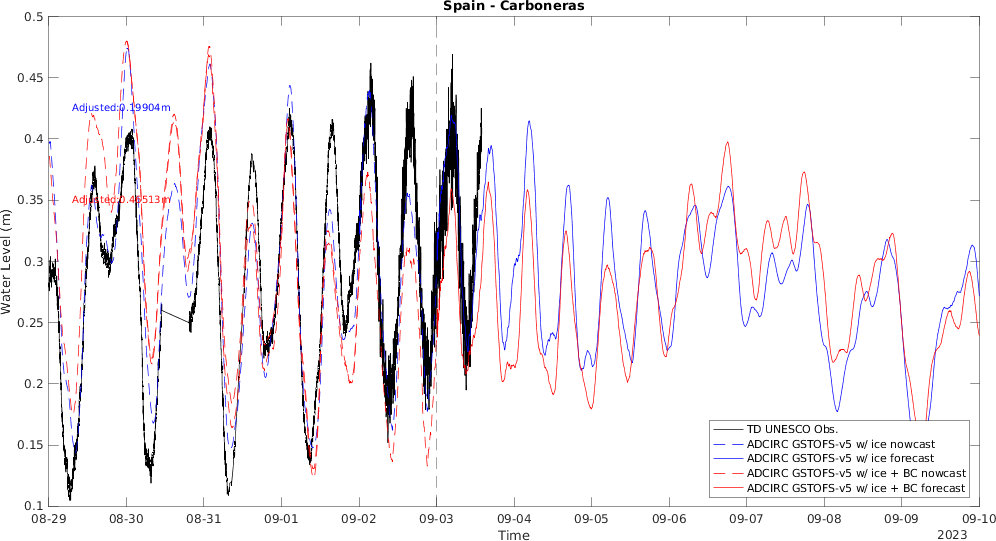 Spain - Carboneras
0.5
0.45
0.4
0.35
0.3
0.25
0.2
0.15
0.1
Water Level (m)
Adjusted:0.19904m
Adjusted:0.45513m
TD UNESCO Obs.
ADCIRC GSTOFS-v5 w/ ice nowcast
ADCIRC GSTOFS-v5 w/ ice forecast
ADCIRC GSTOFS-v5 w/ ice + BC nowcast
ADCIRC GSTOFS-v5 w/ ice + BC forecast
08-29 08-30 08-31 09-01 09-02 09-03 09-04 09-05 09-06 09-07 09-08 09-09 09-10
Time
2023